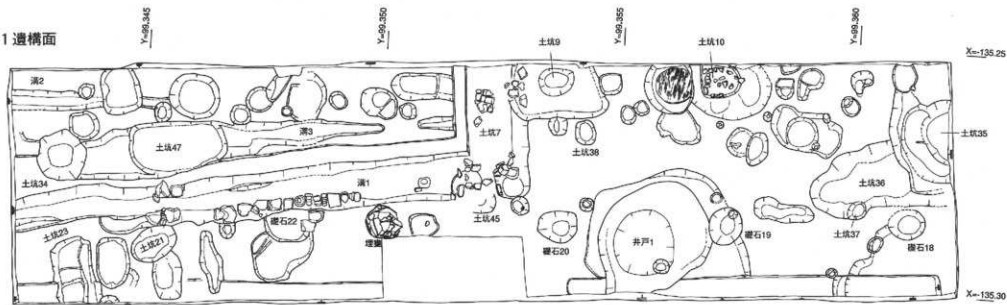 1 遺構面
Y=99.345
Y=99.350
Y=99.355
Y=99.360
X=-135.25
土坑9
土坑10
溝2
溝3
土坑7
土坑38
土坑35
土坑47
土坑34
溝1
土坑36
土坑45
土坑23
土坑21
礎石22
埋甕
礎石20
井戸1
礎石19
土坑37
礎石18
X=-135.30